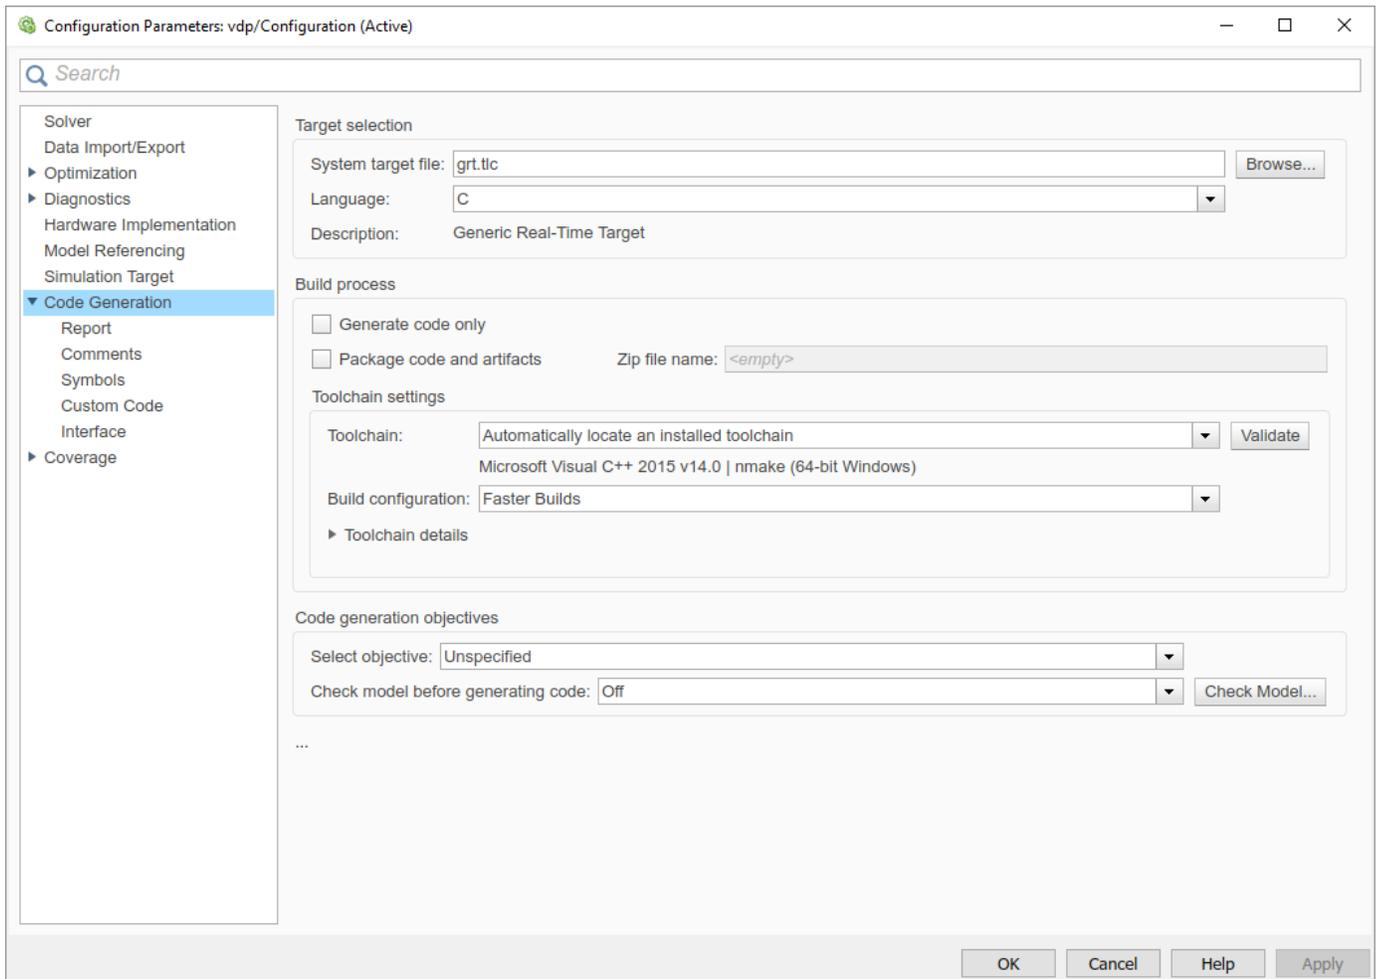 Configuration Parameters: vdp/Configuration (Active)
Search
Solver
Data Import/Export
Optimization
Diagnostics
Hardware Implementation
Model Referencing
Simulation Target
Code Generation
Report
Comments
Symbols
Custom Code
Interface
Coverage
Target selection
System target file: grt.tlc Browse...
Language: C
Description: Generic Real-Time Target
Build process
Generate code only
Package code and artifacts Zip file name: <empty>
Toolchain settings
Toolchain: Automatically locate an installed toolchain Validate
Microsoft Visual C++ 2015 v14.0 | nmake (64-bit Windows)
Build configuration: Faster Builds
Toolchain details
Code generation objectives
Select objective: Unspecified
Check model before generating code: Off Check Model...
...
OK Cancel Help Apply